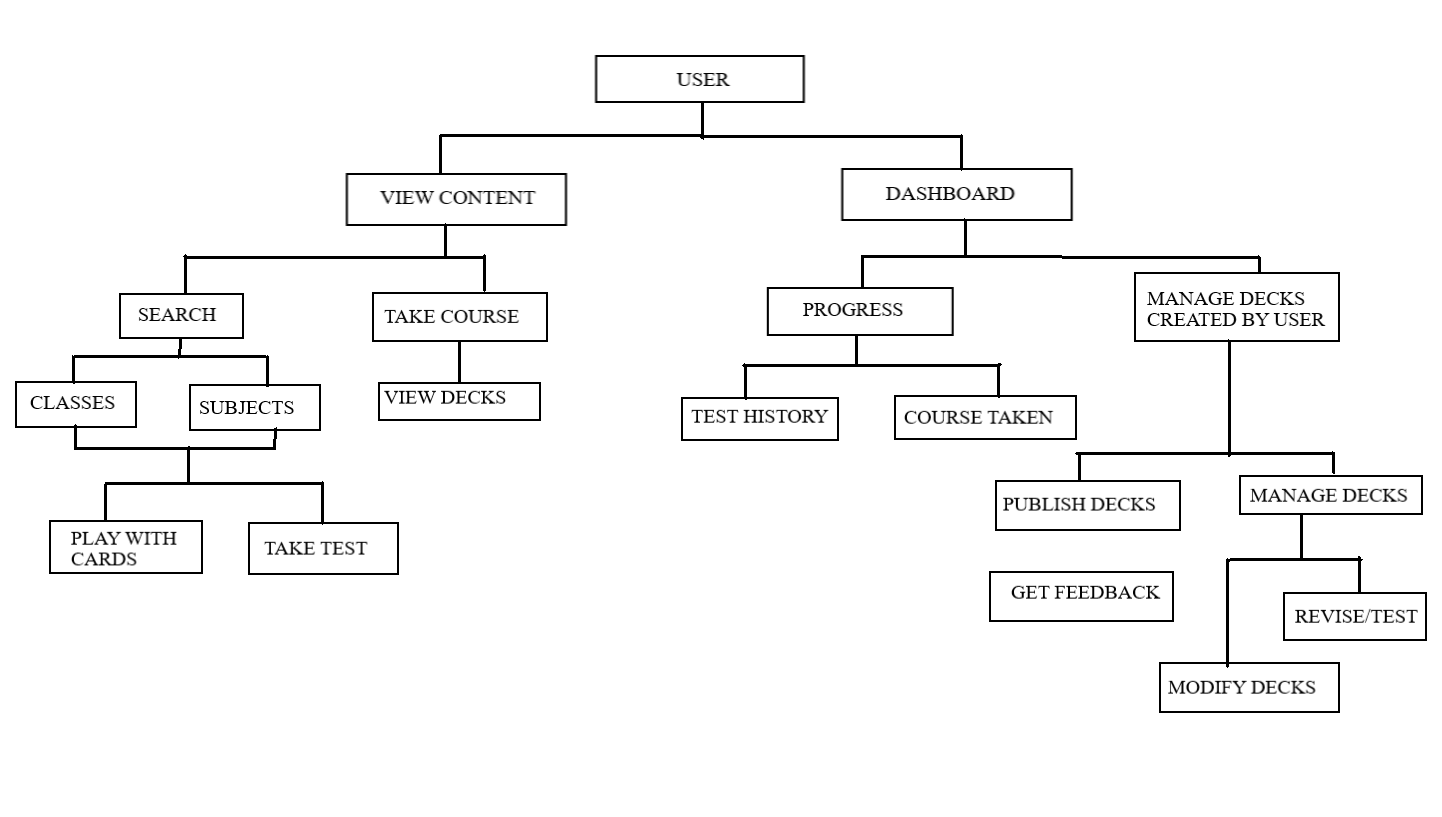 USER
VIEW CONTENT
DASHBOARD
SEARCH
TAKE COURSE
PROGRESS
MANAGE DECKS
CREATED BY USER
CLASSES
SUBJECTS
VIEW DECKS
TEST HISTORY
COURSE TAKEN
PUBLISH DECKS
MANAGE DECKS
PLAY WITH
CARDS
TAKE TEST
GET FEEDBACK
REVISE/TEST
MODIFY DECKS